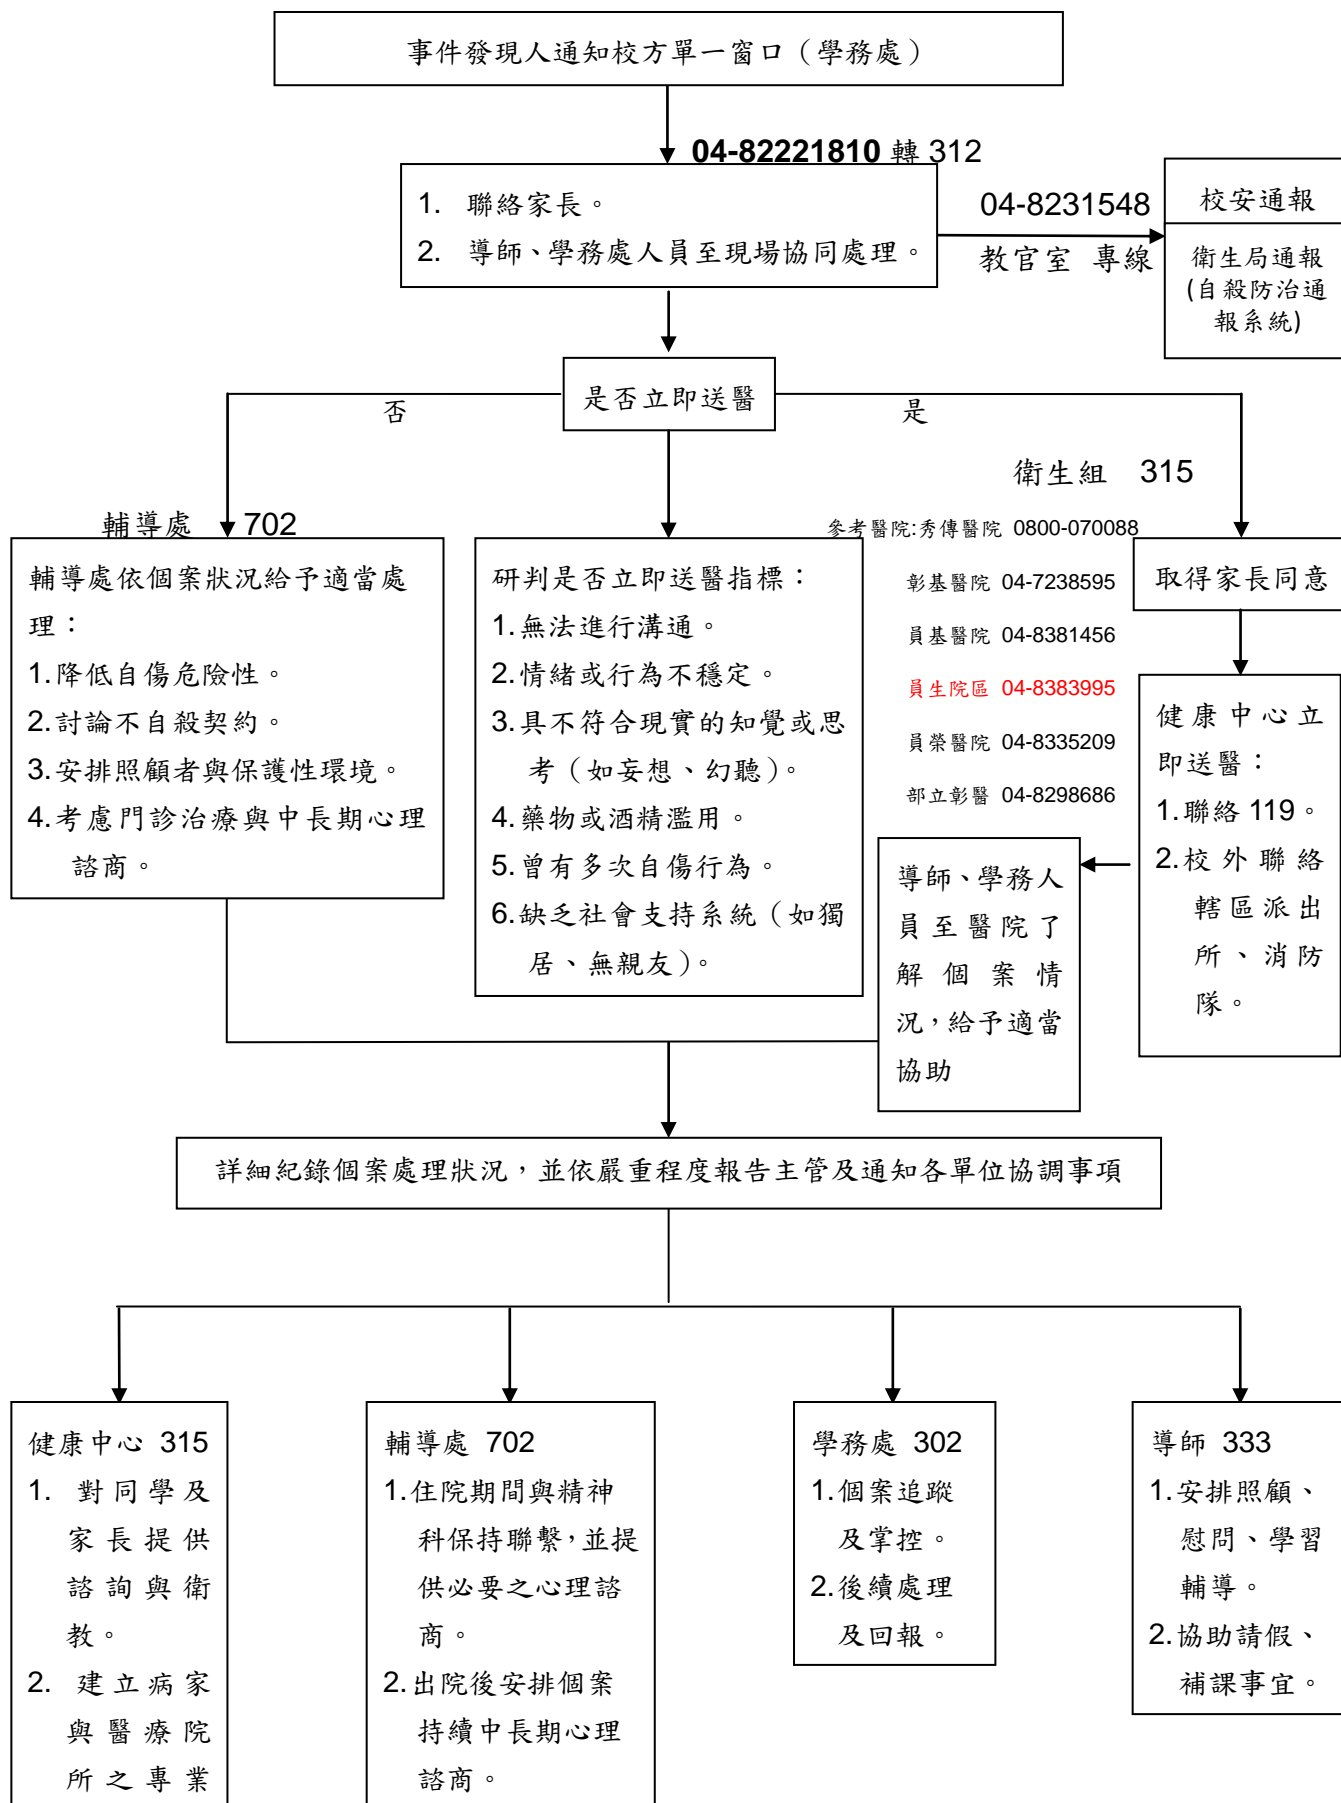 事件發現人通知校方單一窗口（學務處）
04-82221810 轉 312
1. 聯絡家長。
2. 導師、學務處人員至現場協同處理。
04-8231548
教官室 專線
校安通報
衛生局通報
(自殺防治通
報系統)
是否立即送醫
否
是
衛生組 315
輔導處 702
輔導處依個案狀況給予適當處
理：
1.降低自傷危險性。
2.討論不自殺契約。
3.安排照顧者與保護性環境。
4.考慮門診治療與中長期心理
諮商。
研判是否立即送醫指標：
1.無法進行溝通。
2.情緒或行為不穩定。
3.具不符合現實的知覺或思
考（如妄想、幻聽）。
4.藥物或酒精濫用。
5.曾有多次自傷行為。
6.缺乏社會支持系統（如獨
居、無親友）。
參考醫院:秀傳醫院 0800-070088
彰基醫院 04-7238595
員基醫院 04-8381456
員生院區 04-8383995
員榮醫院 04-8335209
部立彰醫 04-8298686
取得家長同意
健康中心立
即送醫：
1.聯絡 119。
2.校外聯絡
轄區派出
所、消防
隊。
導師、學務人
員至醫院了
解個案情
況，給予適當
協助
詳細紀錄個案處理狀況，並依嚴重程度報告主管及通知各單位協調事項
健康中心 315
1. 對同學及
家長提供
諮詢與衛
教。
2. 建立病家
與醫療院
所之專業
輔導處 702
1.住院期間與精神
科保持聯繫，並提
供必要之心理諮
商。
2.出院後安排個案
持續中長期心理
諮商。
學務處 302
1.個案追蹤
及掌控。
2.後續處理
及回報。
導師 333
1.安排照顧、
慰問、學習
輔導。
2.協助請假、
補課事宜。